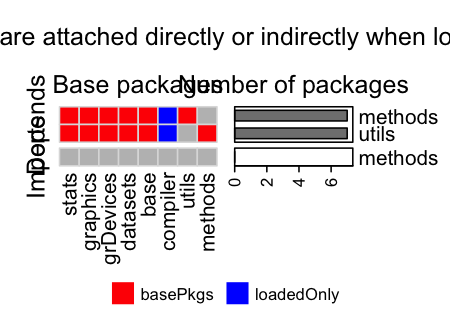 are attached directly or indirectly when lo
Base packages
Number of packages
Depends
Imports
methods
utils
methods
stats
graphics
grDevices
datasets
base
compiler
utils
methods
0 2 4 6
basePkgs
loadedOnly